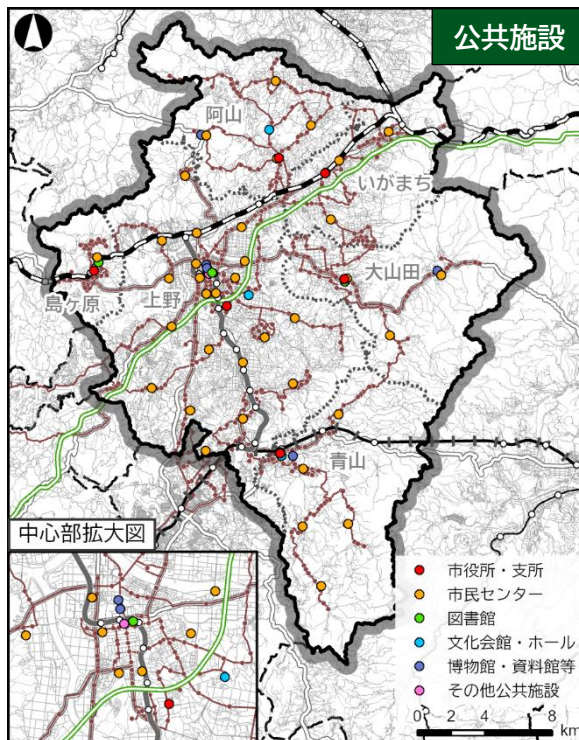 公共施設
阿山
いがまち
大山田
島ヶ原
上野
青山
中心部拡大図
市役所・支所
市民センター
図書館
文化会館・ホール
博物館・資料館等
その他公共施設
0 2 4 8
km